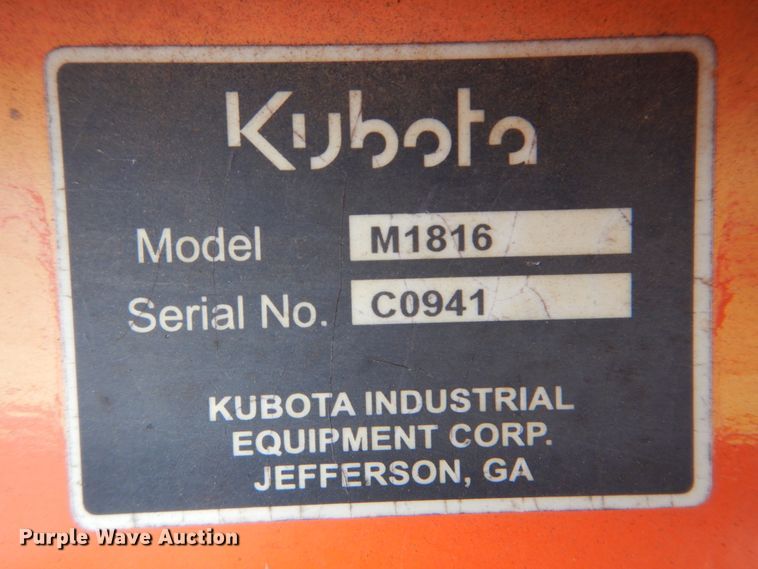 Kubota
Model M1816
Serial No. C0941
KUBOTA INDUSTRIAL
EQUIPMENT CORP.
JEFFERSON, GA
Purple Wave Auction